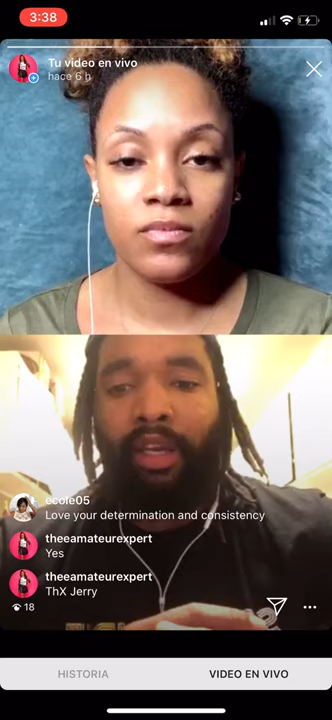 3:38
Tu video en vivo
hace 6 h
ecole05
Love your determination and consistency
theeamateurexpert
Yes
theeamateurexpert
ThX Jerry
18
HISTORIA
VIDEO EN VIVO